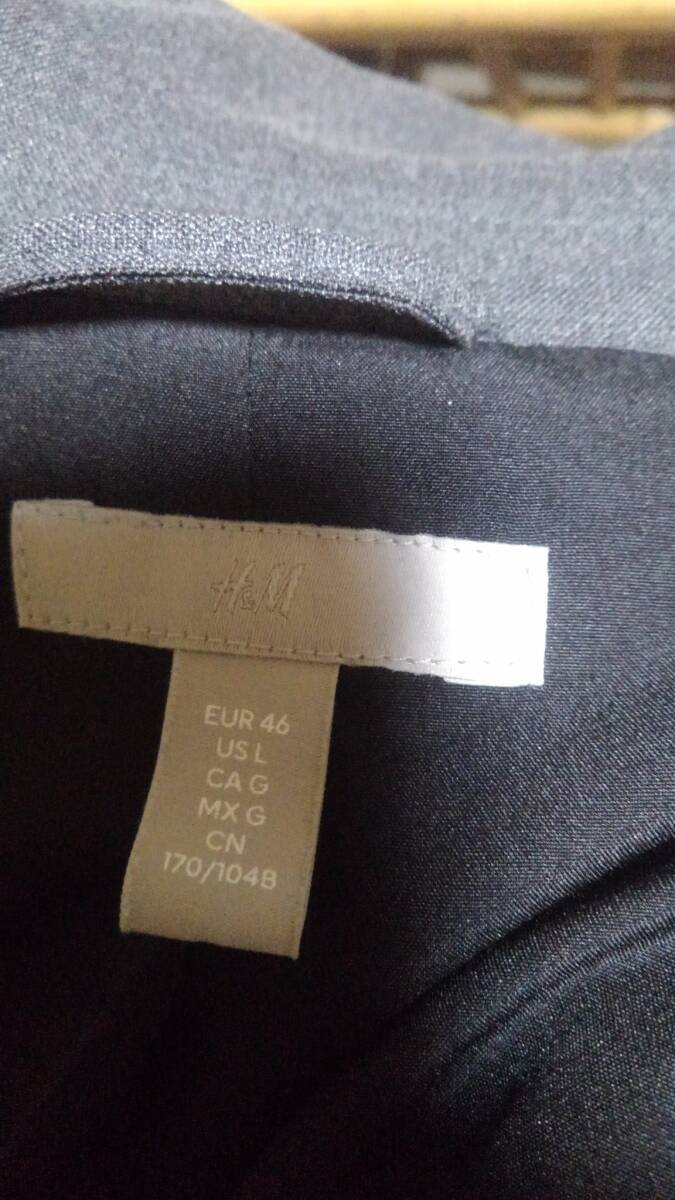 H&M
EUR 46
US L
CA G
MX G
CN
170/104B